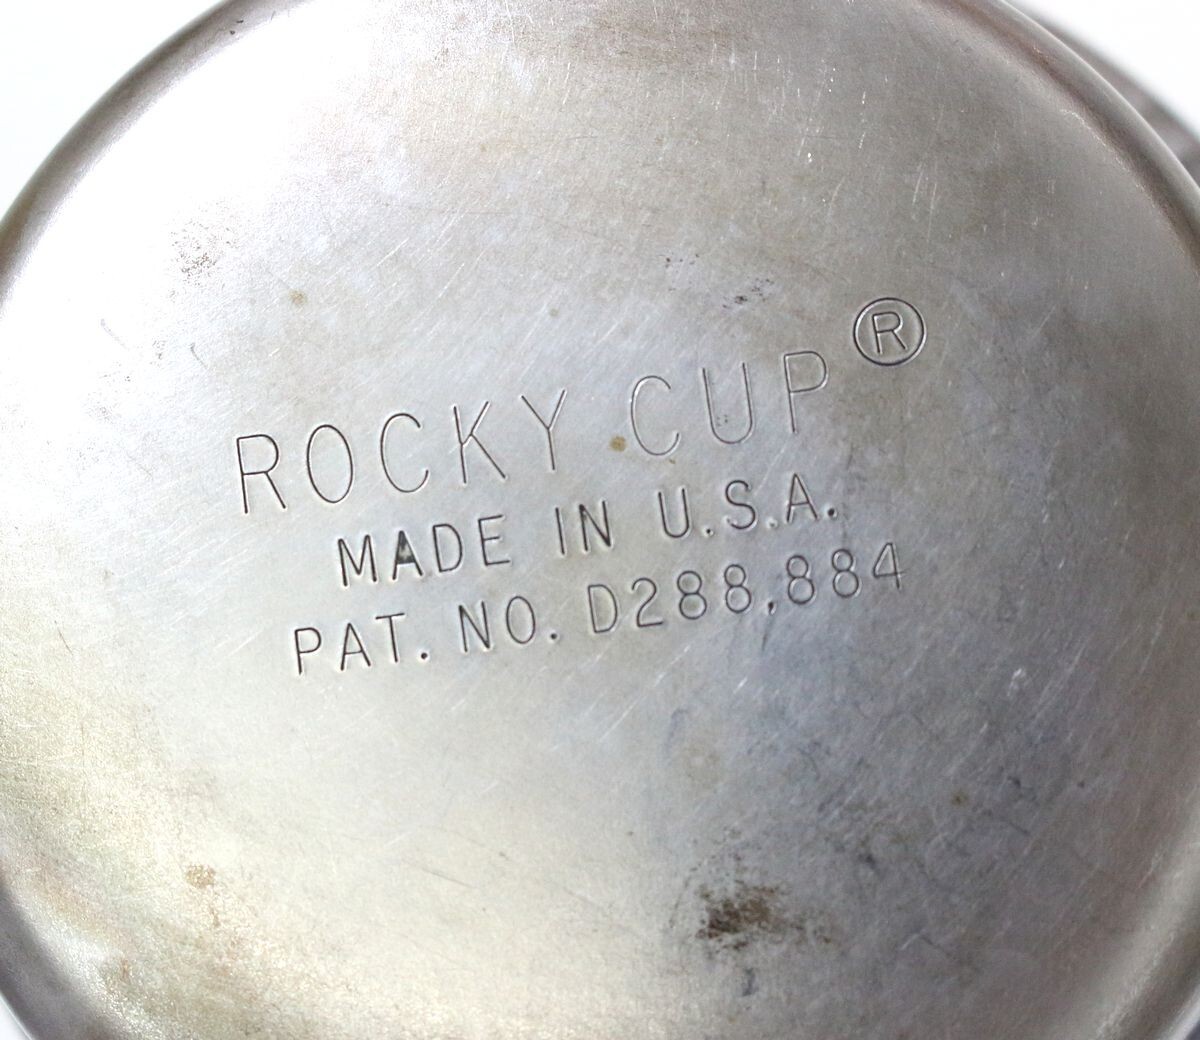 ROCKY CUP ®
MADE IN U.S.A.
PAT. NO. D288,884